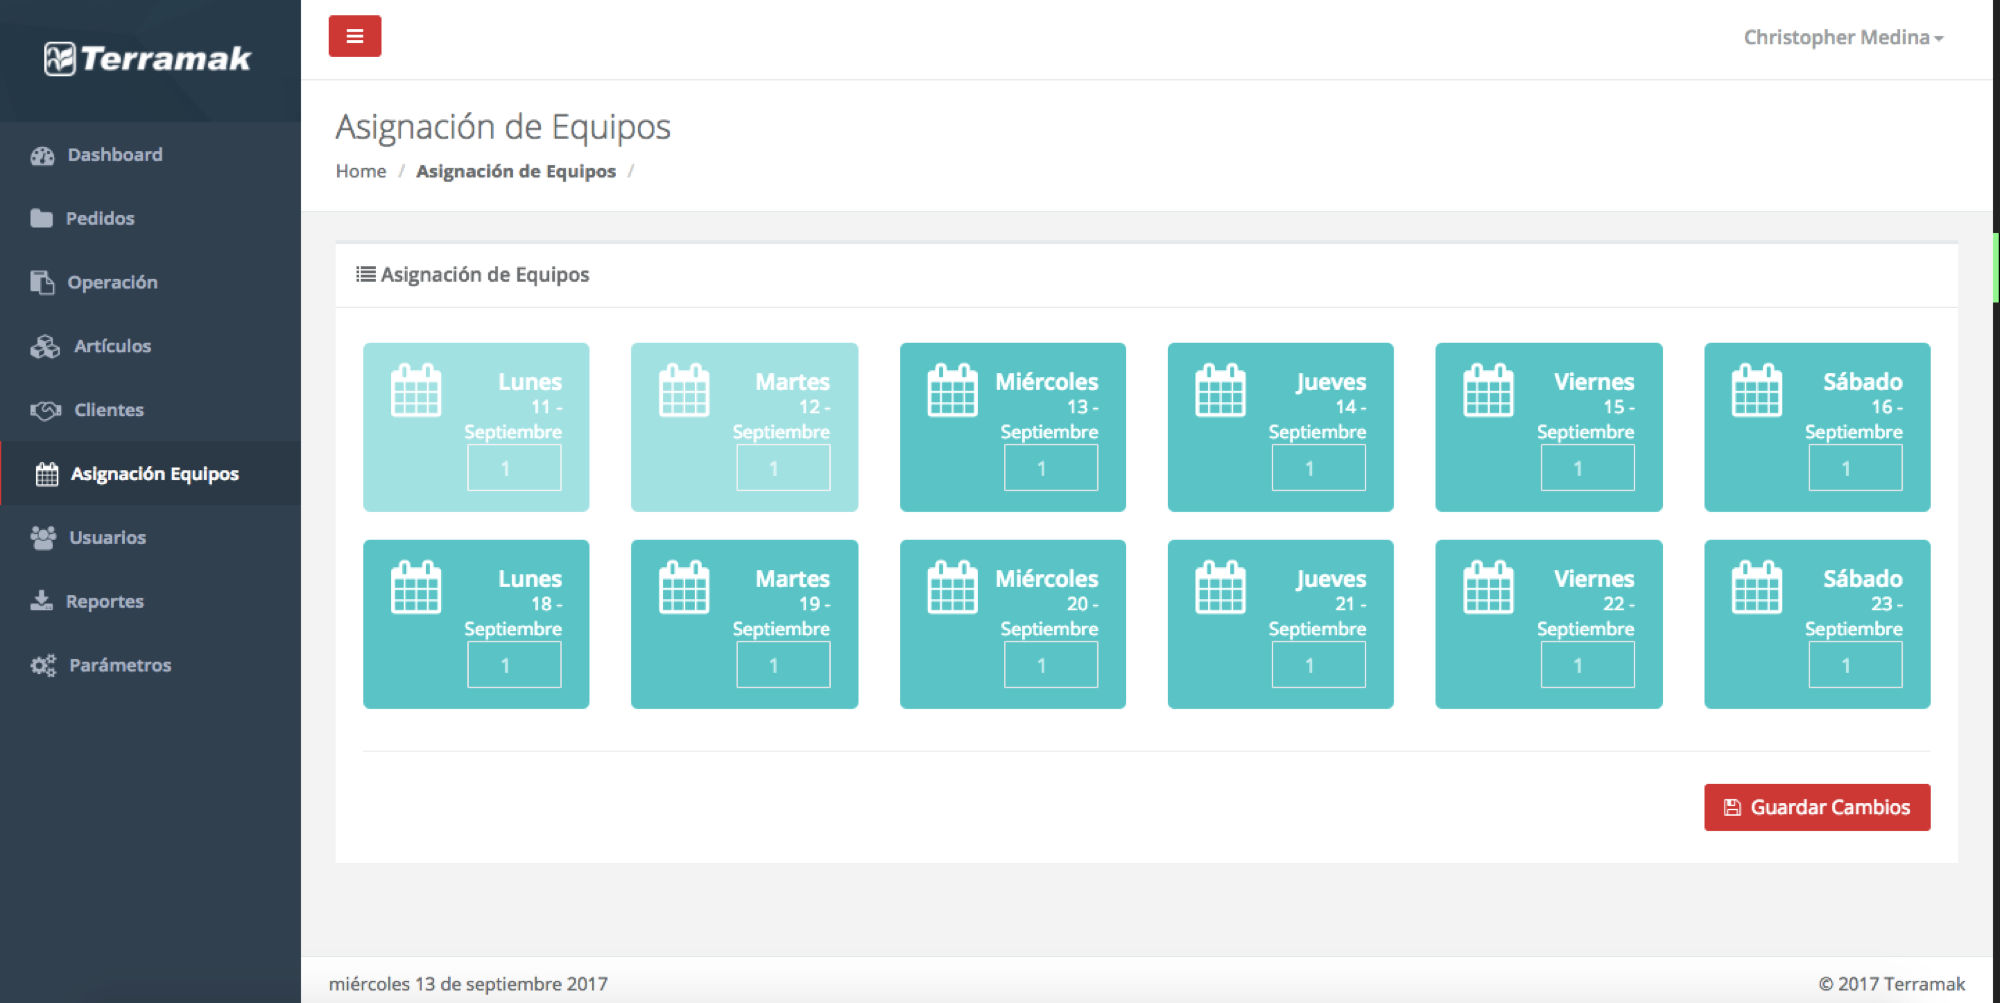 Terramak
Christopher Medina
Asignación de Equipos
Home / Asignación de Equipos /
Dashboard
Pedidos
Operación
Artículos
Clientes
Asignación Equipos
Usuarios
Reportes
Parámetros
Asignación de Equipos
Lunes
11 -
Septiembre
1
Martes
12 -
Septiembre
1
Miércoles
13 -
Septiembre
1
Jueves
14 -
Septiembre
1
Viernes
15 -
Septiembre
1
Sábado
16 -
Septiembre
1
Lunes
18 -
Septiembre
1
Martes
19 -
Septiembre
1
Miércoles
20 -
Septiembre
1
Jueves
21 -
Septiembre
1
Viernes
22 -
Septiembre
1
Sábado
23 -
Septiembre
1
Guardar Cambios
miércoles 13 de septiembre 2017
© 2017 Terramak